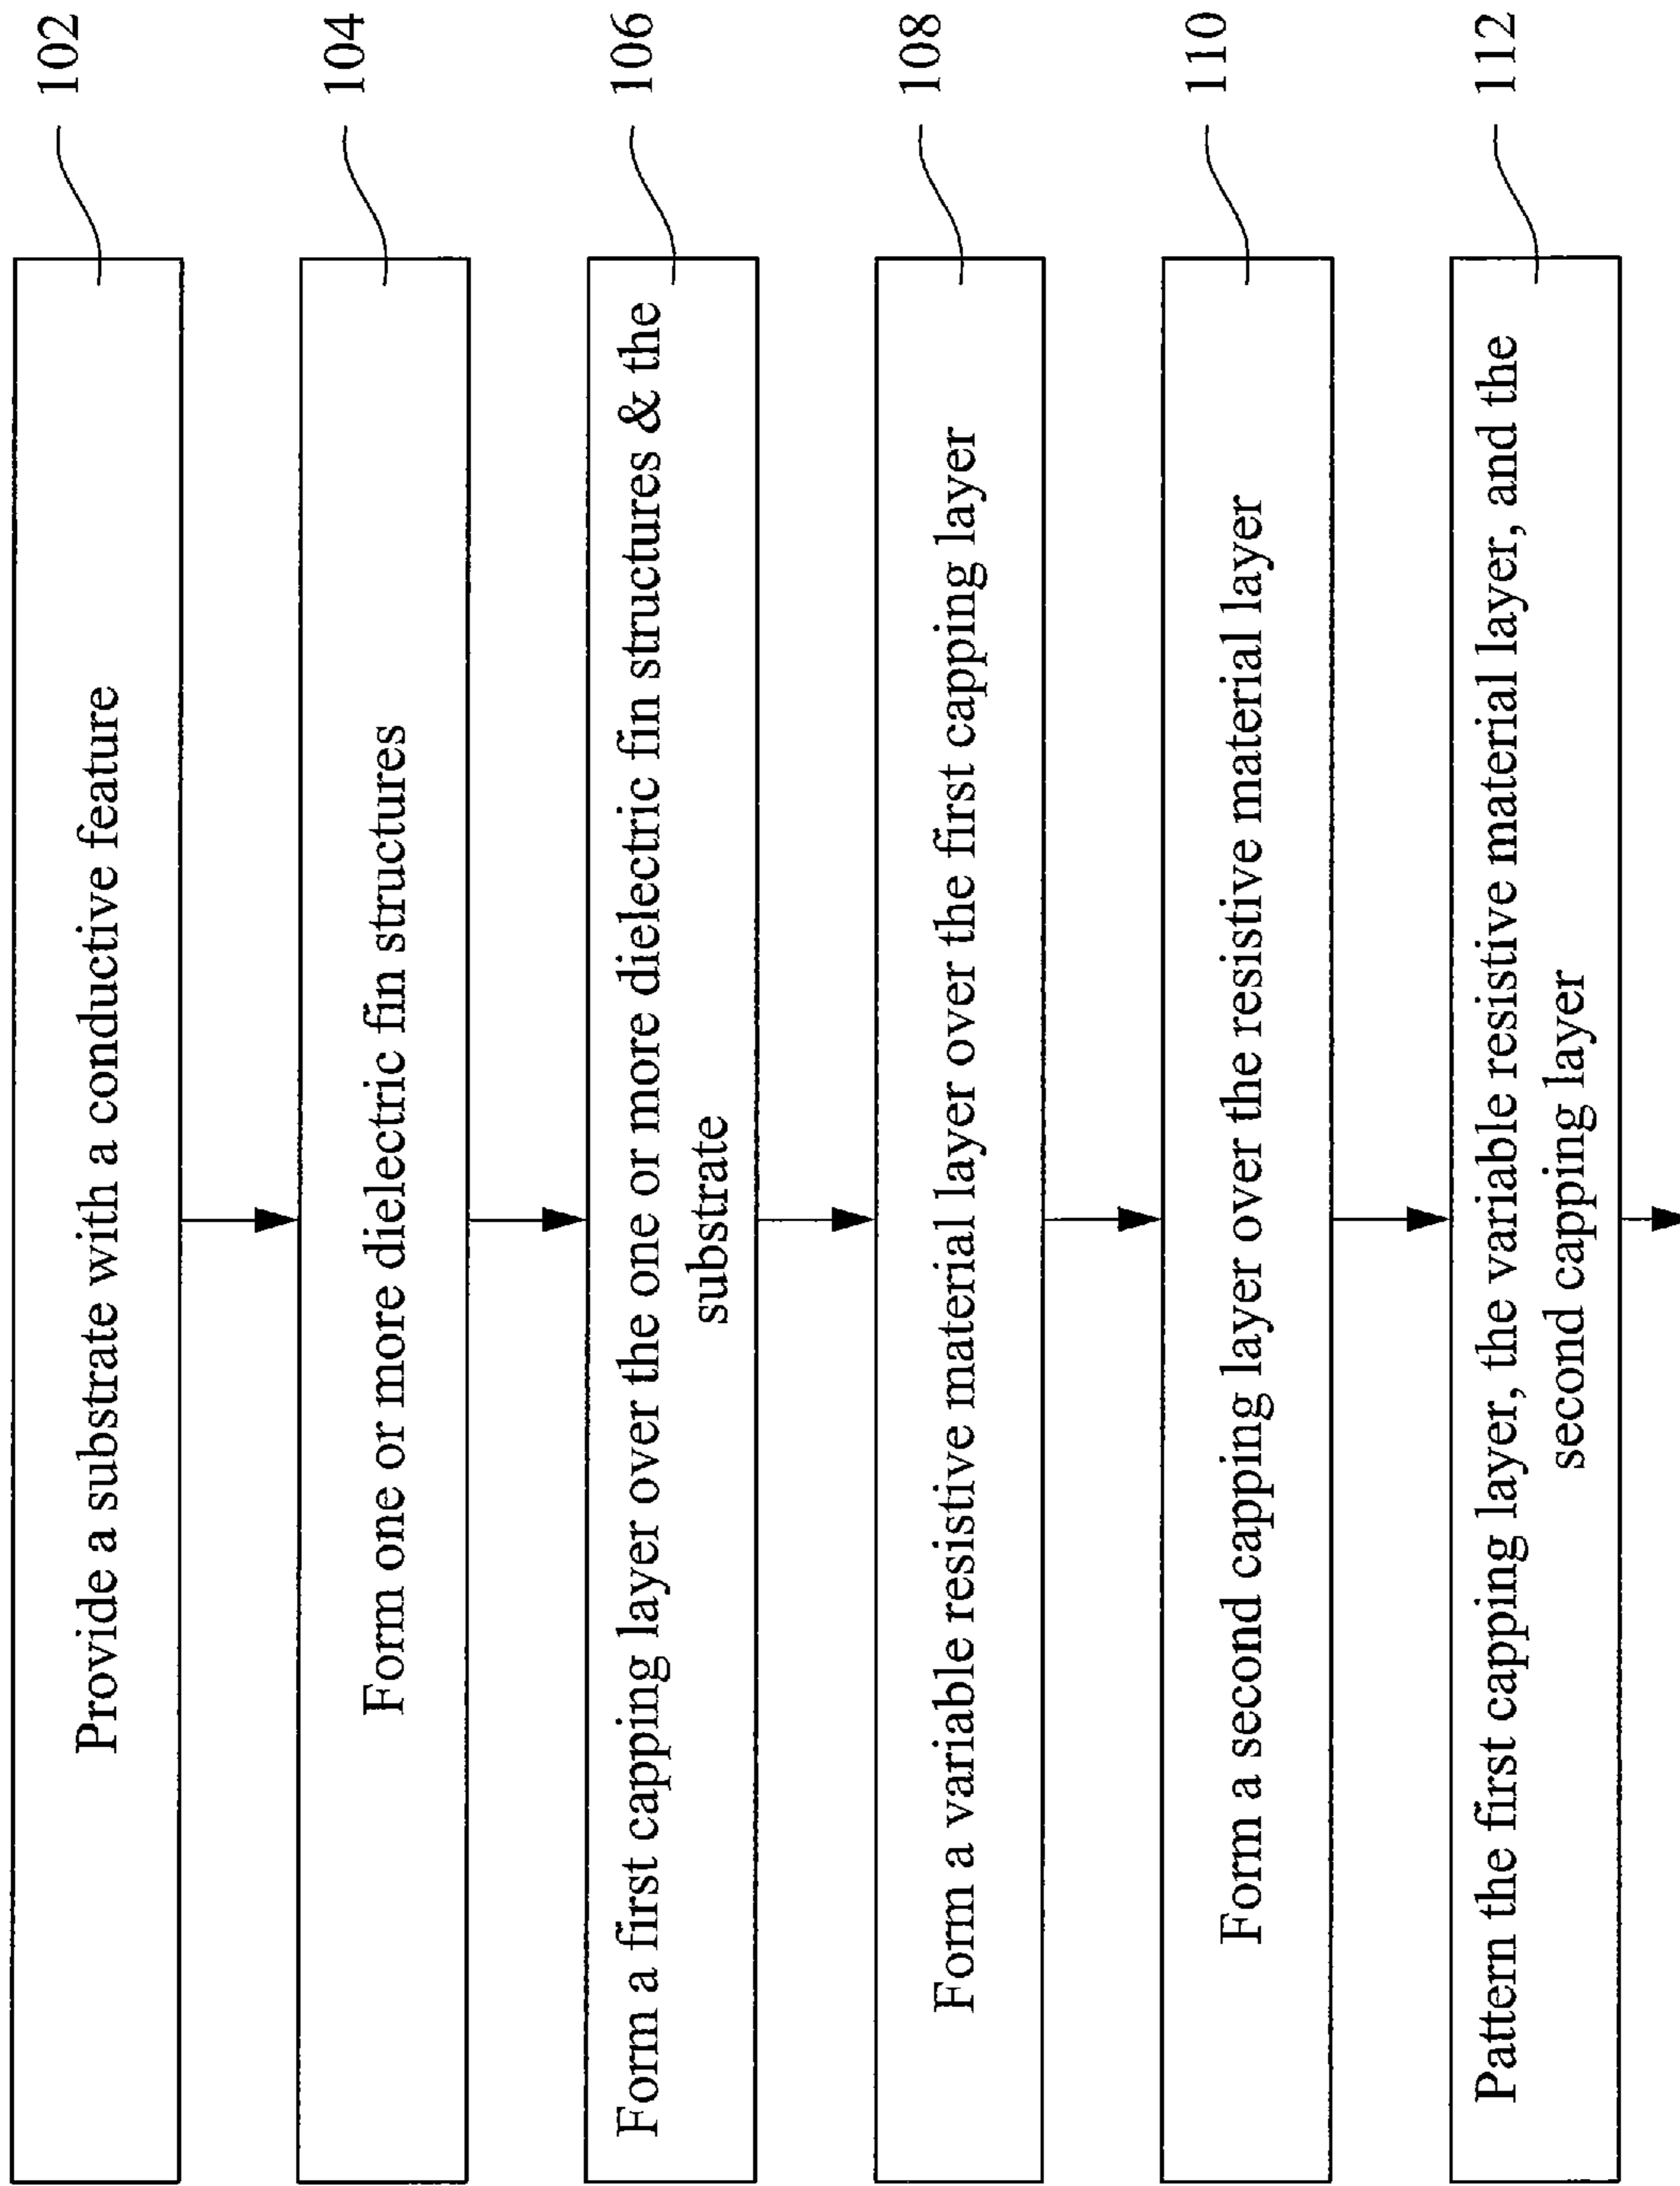 102
Provide a substrate with a conductive feature
104
Form one or more dielectric fin structures
106
Form a first capping layer over the one or more dielectric fin structures & the
substrate
108
Form a variable resistive material layer over the first capping layer
110
Form a second capping layer over the resistive material layer
112
Pattern the first capping layer, the variable resistive material layer, and the
second capping layer